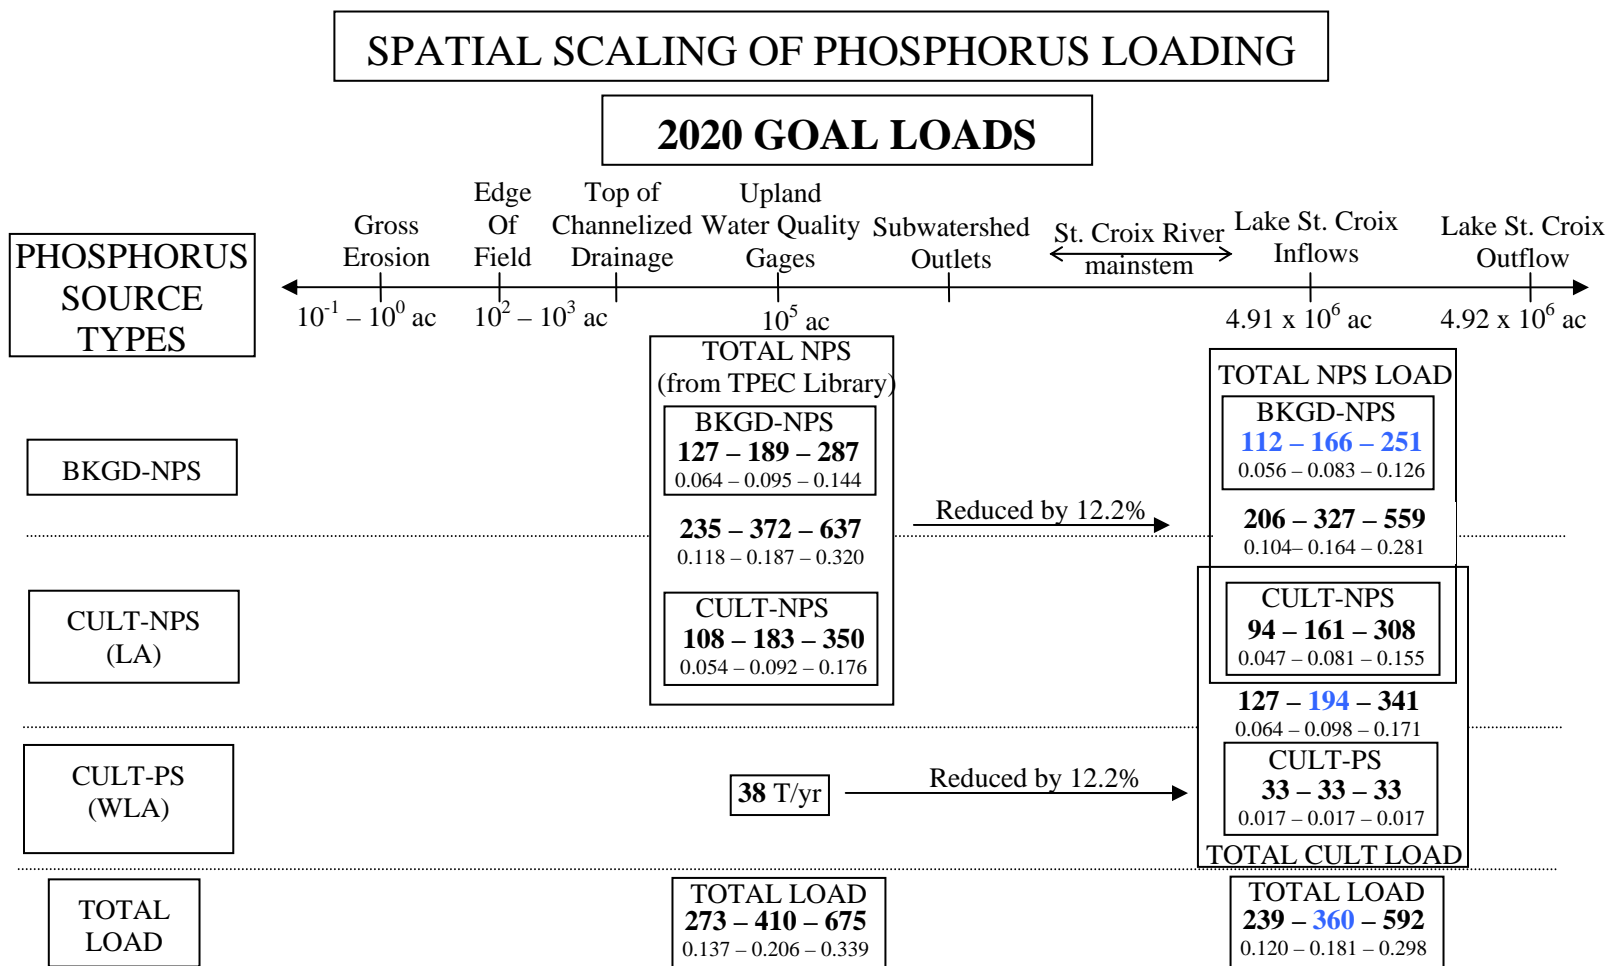 SPATIAL SCALING OF PHOSPHORUS LOADING
2020 GOAL LOADS
PHOSPHORUS
SOURCE
TYPES
Gross
Erosion
Edge
Of
Field
Top of
Channelized
Drainage
Upland
Water Quality
Gages
Subwatershed
Outlets
St. Croix River
mainstem
Lake St. Croix
Inflows
Lake St. Croix
Outflow
10⁻¹ – 10⁰ ac
10² – 10³ ac
10⁵ ac
4.91 x 10⁶ ac
4.92 x 10⁶ ac
BKGD-NPS
TOTAL NPS
(from TPEC Library)
BKGD-NPS
127 – 189 – 287
0.064 – 0.095 – 0.144
235 – 372 – 637
0.118 – 0.187 – 0.320
Reduced by 12.2%
TOTAL NPS LOAD
BKGD-NPS
112 – 166 – 251
0.056 – 0.083 – 0.126
206 – 327 – 559
0.104– 0.164 – 0.281
CULT-NPS
(LA)
CULT-NPS
108 – 183 – 350
0.054 – 0.092 – 0.176
CULT-NPS
94 – 161 – 308
0.047 – 0.081 – 0.155
127 – 194 – 341
0.064 – 0.098 – 0.171
CULT-PS
(WLA)
38 T/yr
Reduced by 12.2%
CULT-PS
33 – 33 – 33
0.017 – 0.017 – 0.017
TOTAL CULT LOAD
TOTAL
LOAD
TOTAL LOAD
273 – 410 – 675
0.137 – 0.206 – 0.339
TOTAL LOAD
239 – 360 – 592
0.120 – 0.181 – 0.298